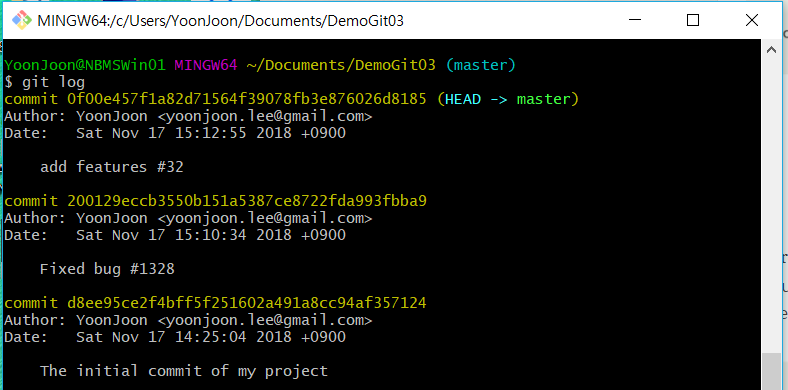 MINGW64:/c/Users/YoonJoon/Documents/DemoGit03
YoonJoon@NBMSWin01 MINGW64 ~/Documents/DemoGit03 (master)
$ git log
commit 0f00e457f1a82d71564f39078fb3e876026d8185 (HEAD -> master)
Author: YoonJoon <yoonjoon.lee@gmail.com>
Date:   Sat Nov 17 15:12:55 2018 +0900
add features #32
commit 200129eccb3550b151a5387ce8722fda993fbba9
Author: YoonJoon <yoonjoon.lee@gmail.com>
Date:   Sat Nov 17 15:10:34 2018 +0900
Fixed bug #1328
commit d8ee95ce2f4bff5f251602a491a8cc94af357124
Author: YoonJoon <yoonjoon.lee@gmail.com>
Date:   Sat Nov 17 14:25:04 2018 +0900
The initial commit of my project